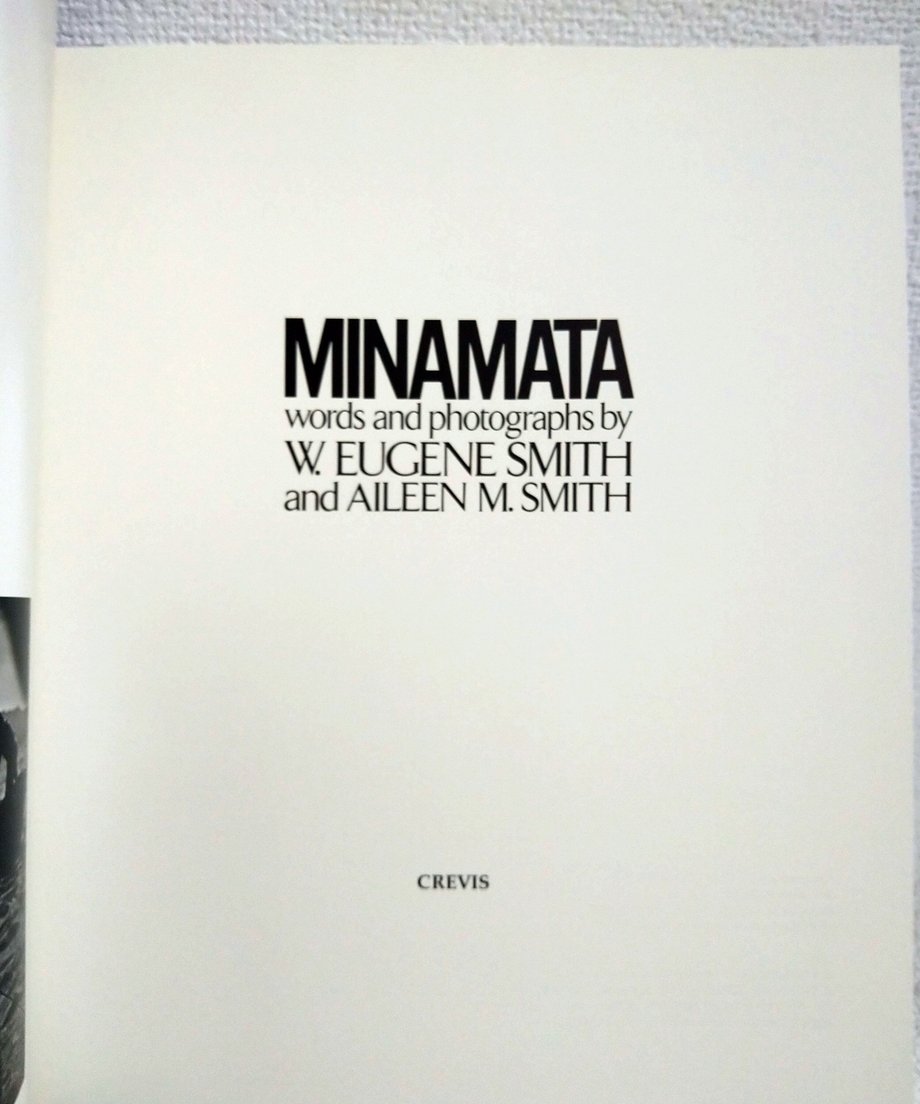 MINAMATA
words and photographs by
W. EUGENE SMITH
and AILEEN M. SMITH
CREVIS